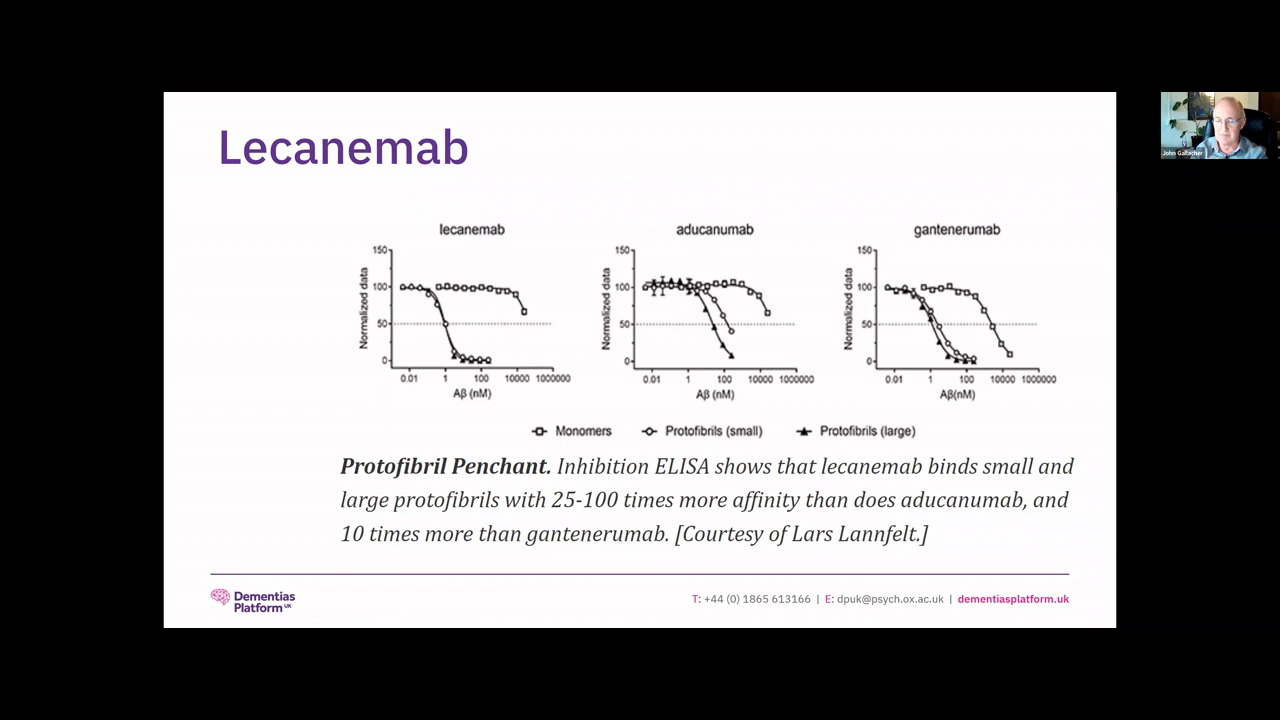 Lecanemab
John Gallacher
lecanemab
aducanumab
gantenerumab
150
100
50
0
Normalized data
0.01 1 100 10000 1000000
Aβ (nM)
150
100
50
0
Normalized data
0.01 1 100 10000 1000000
Aβ (nM)
150
100
50
0
Normalized data
0.01 1 100 10000 1000000
Aβ(nM)
Monomers Protofibrils (small) Protofibrils (large)
Protofibril Penchant. Inhibition ELISA shows that lecanemab binds small and
large protofibrils with 25-100 times more affinity than does aducanumab, and
10 times more than gantenerumab. [Courtesy of Lars Lannfelt.]
Dementias
Platform UK
T: +44 (0) 1865 613166 | E: dpuk@psych.ox.ac.uk | dementiasplatform.uk